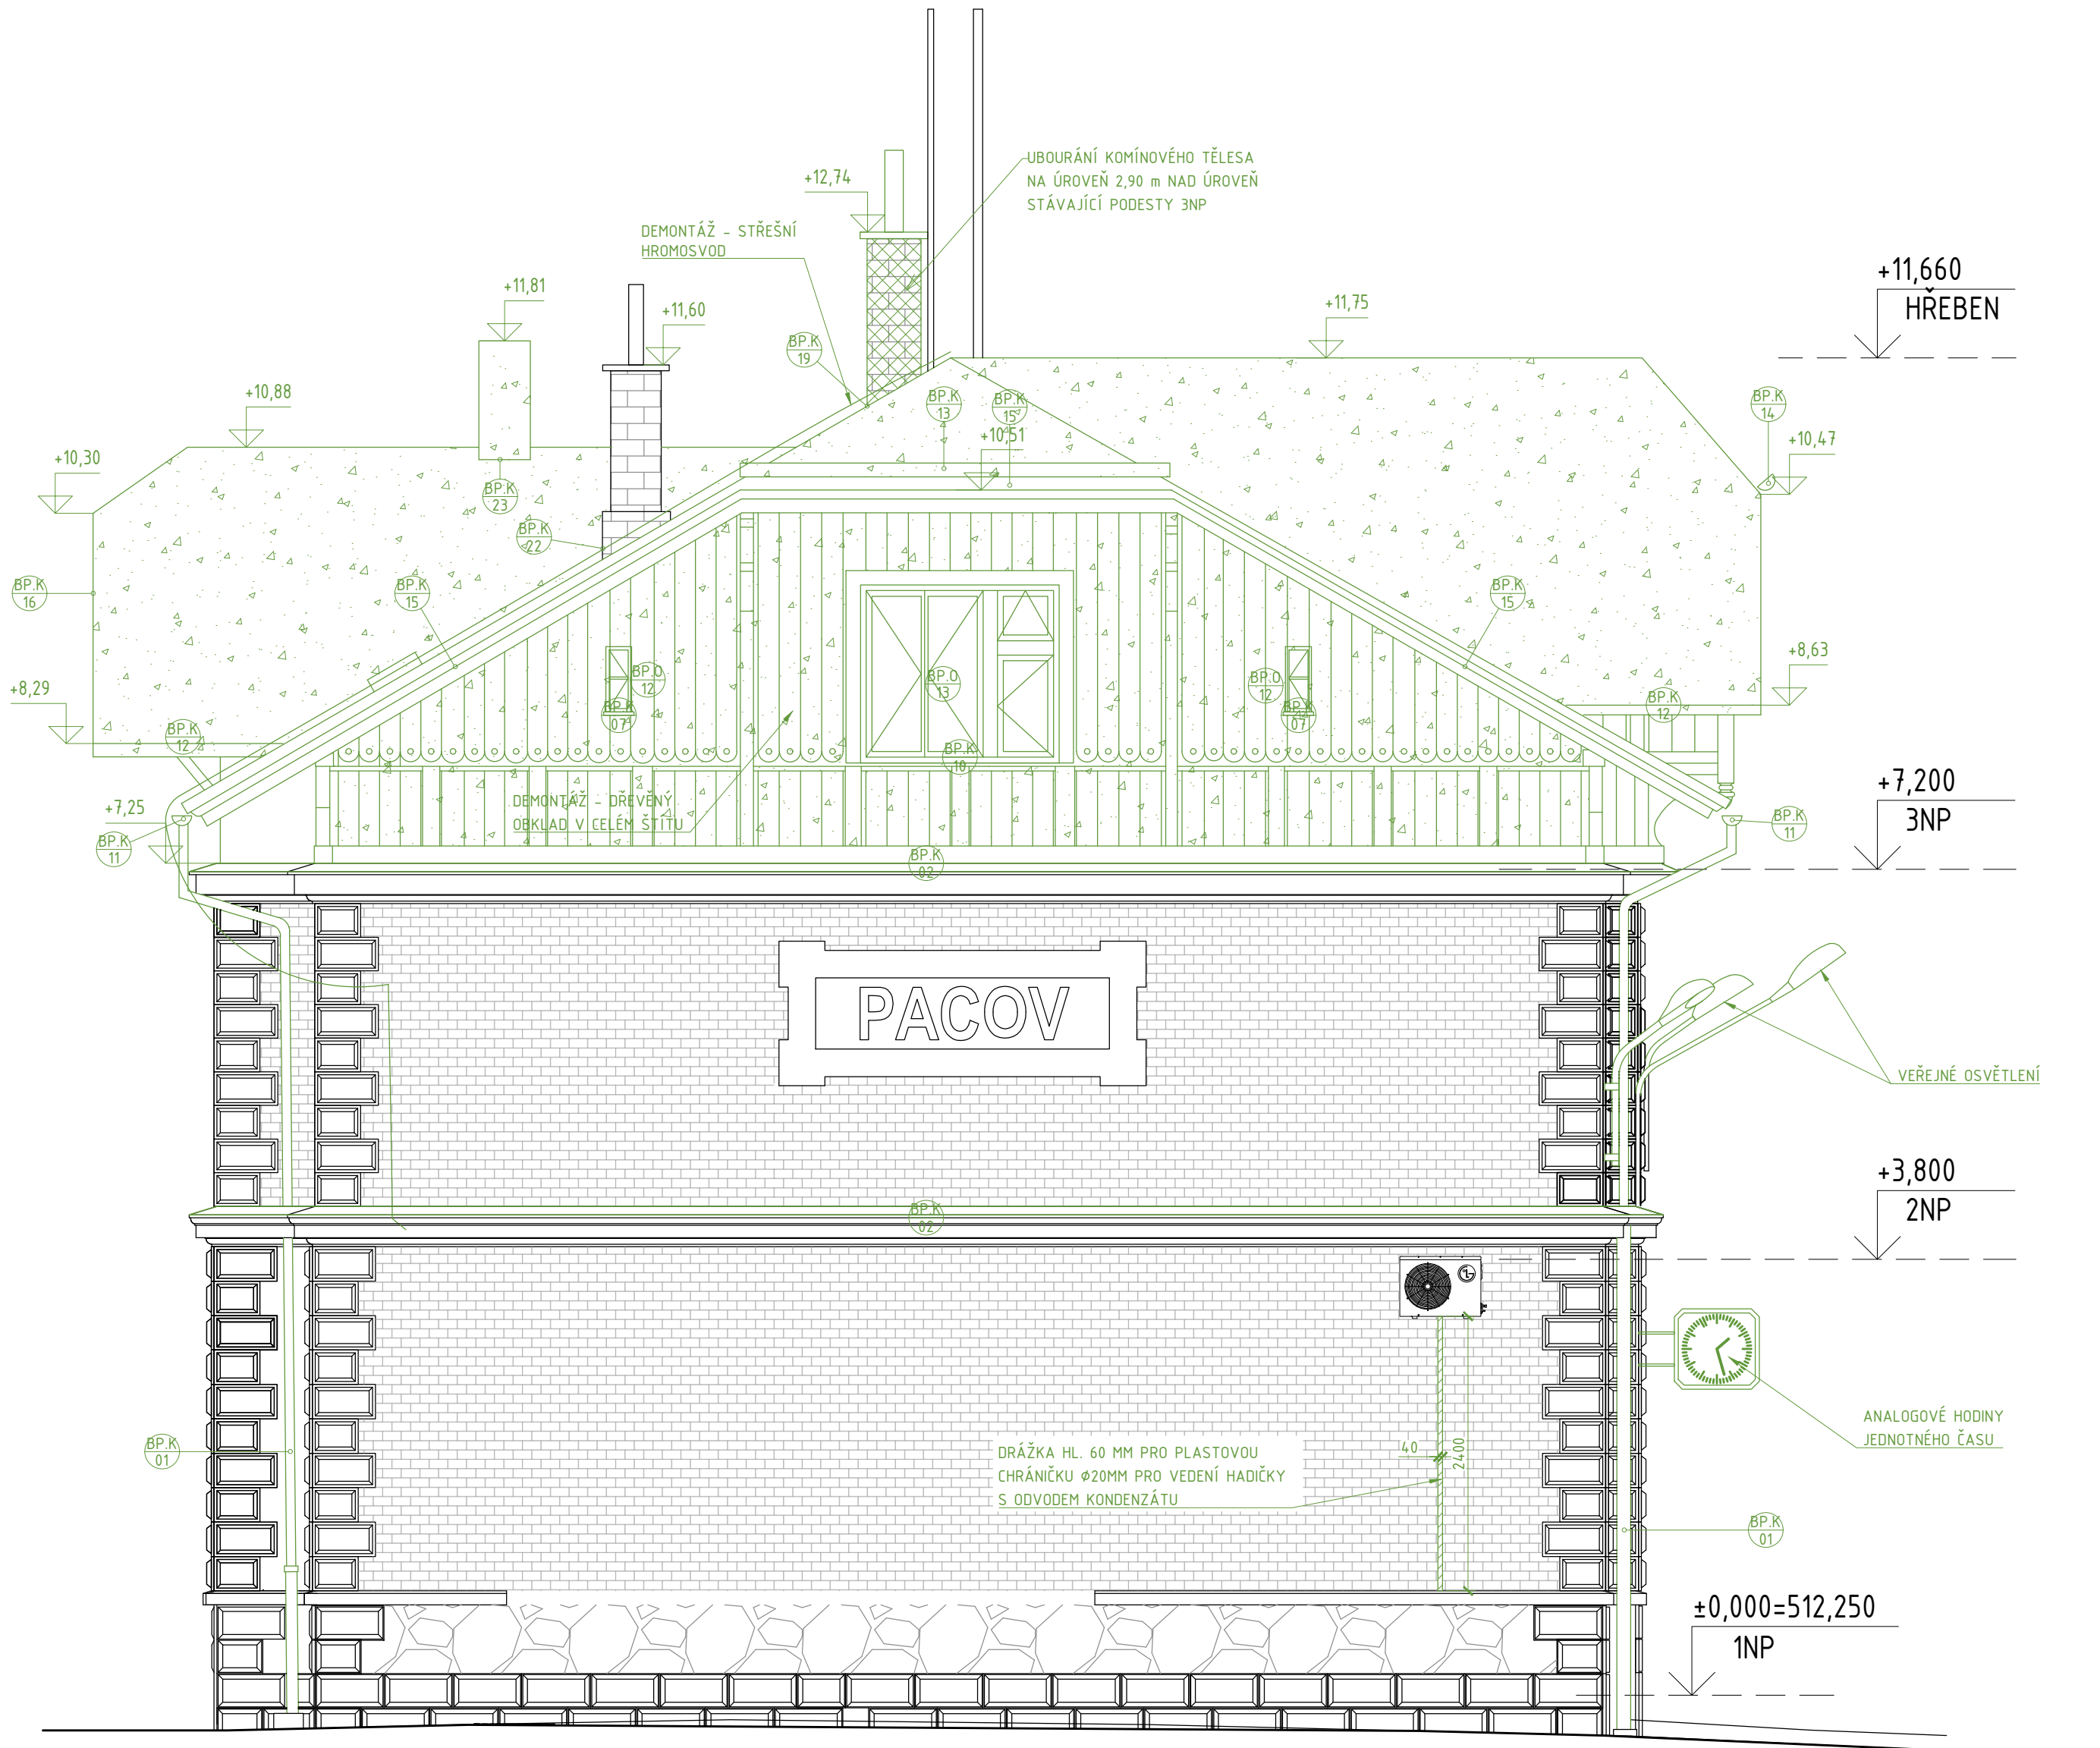 UBOURÁNÍ KOMÍNOVÉHO TĚLESA
NA ÚROVEŇ 2,90 m NAD ÚROVEŇ
STÁVAJÍCÍ PODESTY 3NP
+12,74
DEMONTÁŽ - STŘEŠNÍ
HROMOSVOD
+11,660
HŘEBEN
+11,81
+11,60
+11,75
BP.K
19
+10,88
BP.K
13
BP.K
15
BP.K
14
+10,51
+10,47
+10,30
BP.K
23
BP.K
22
BP.K
16
BP.K
15
BP.K
15
+8,63
+8,29
BP.O
12
BP.O
13
BP.O
12
BP.K
07
BP.K
07
BP.K
12
BP.K
12
BP.K
10
+7,200
3NP
+7,25
DEMONTÁŽ - DŘEVĚNÝ
OBKLAD V CELÉM ŠTÍTU
BP.K
11
BP.K
11
BP.K
02
PACOV
VEŘEJNÉ OSVĚTLENÍ
+3,800
2NP
BP.K
02
ANALOGOVÉ HODINY
JEDNOTNÉHO ČASU
DRÁŽKA HL. 60 MM PRO PLASTOVOU
CHRÁNIČKU Ø20MM PRO VEDENÍ HADIČKY
S ODVODEM KONDENZÁTU
40
2400
BP.K
01
BP.K
01
±0,000=512,250
1NP